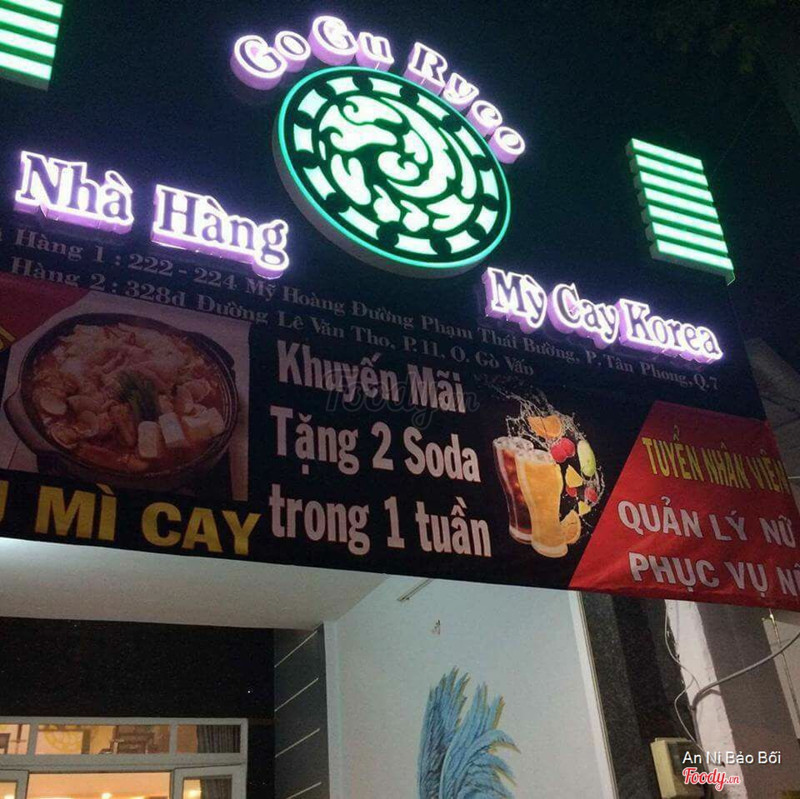 GoGu Ryeo
Nhà Hàng
Mỳ Cay Korea
Hàng 1 : 222 - 224 Mỹ Hoàng Đường Phạm Thái Bường, P. Tân Phong, Q.7
Hàng 2 : 328d Đường Lê Văn Thọ, P.11, Q. Gò Vấp
Khuyến Mãi
Tặng 2 Soda
trong 1 tuần
MÌ CAY
TUYỂN NHÂN VIÊN
QUẢN LÝ NỮ
PHỤC VỤ
Foody.vn
An Ni Bảo Bối
Foody.vn